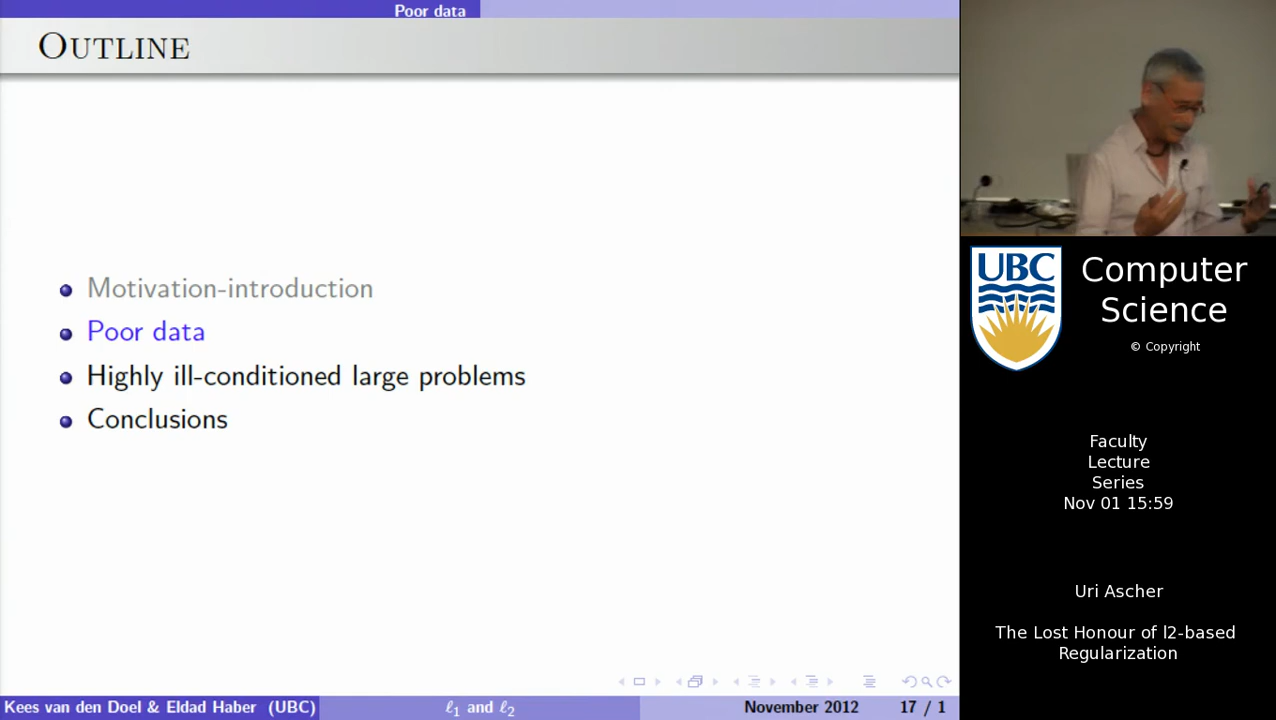 Poor data
OUTLINE
Motivation-introduction
Poor data
Highly ill-conditioned large problems
Conclusions
Kees van den Doel & Eldad Haber (UBC)
ℓ1 and ℓ2
November 2012
17 / 1
UBC
Computer
Science
© Copyright
Faculty
Lecture
Series
Nov 01 15:59
Uri Ascher
The Lost Honour of l2-based
Regularization